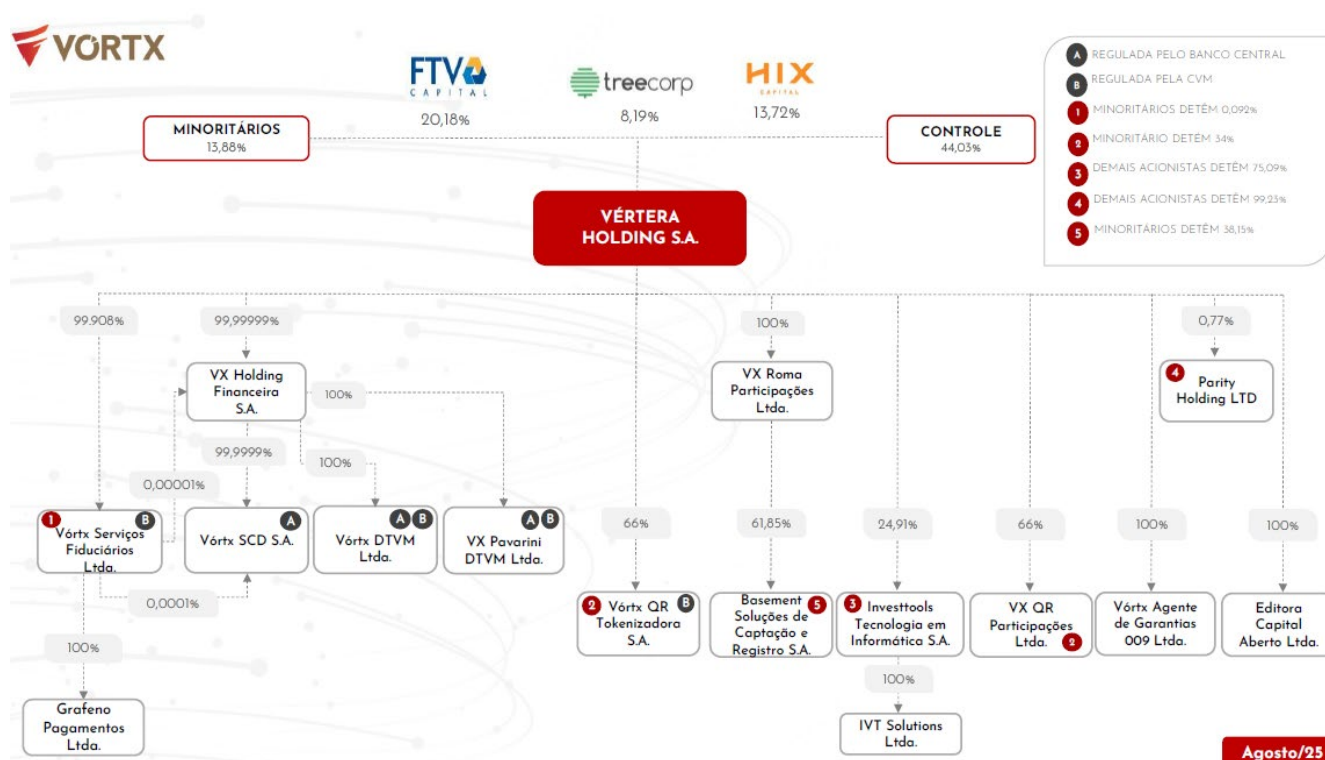 VÓRTX
FTV
CAPITAL
20,18%
treecorp
8,19%
HIX
CAPITAL
13,72%
MINORITÁRIOS
13,88%
CONTROLE
44,03%
A REGULADA PELO BANCO CENTRAL
B REGULADA PELA CVM
1 MINORITÁRIOS DETÊM 0,092%
2 MINORITÁRIO DETÉM 34%
3 DEMAIS ACIONISTAS DETÊM 75,09%
4 DEMAIS ACIONISTAS DETÊM 99,23%
5 MINORITÁRIOS DETÊM 38,15%
VÉRTERA
HOLDING S.A.
99.908%
99,99999%
100%
0,77%
VX Holding
Financeira
S.A.
100%
VX Roma
Participações
Ltda.
4 Parity
Holding LTD
99,9999%
100%
0,00001%
1 B
Vórtx Serviços
Fiduciários
Ltda.
A
Vórtx SCD S.A.
A B
Vórtx DTVM
Ltda.
A B
VX Pavarini
DTVM Ltda.
66%
61,85%
24,91%
66%
100%
100%
0,0001%
2 Vórtx QR B
Tokenizadora
S.A.
Basement 5
Soluções de
Captação e
Registro S.A.
3 Investtools
Tecnologia em
Informática S.A.
VX QR
Participações
Ltda. 2
Vórtx Agente
de Garantias
009 Ltda.
Editora
Capital
Aberto Ltda.
100%
100%
Grafeno
Pagamentos
Ltda.
IVT Solutions
Ltda.
Agosto/25